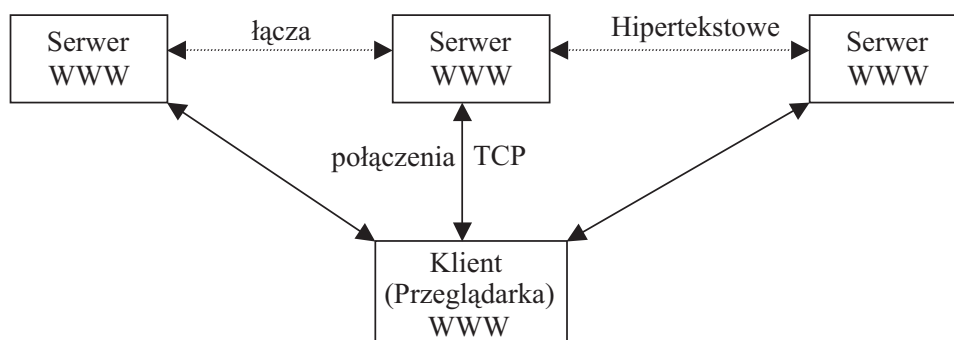 Serwer
WWW
łącza
Serwer
WWW
Hipertekstowe
Serwer
WWW
połączenia TCP
Klient
(Przeglądarka)
WWW